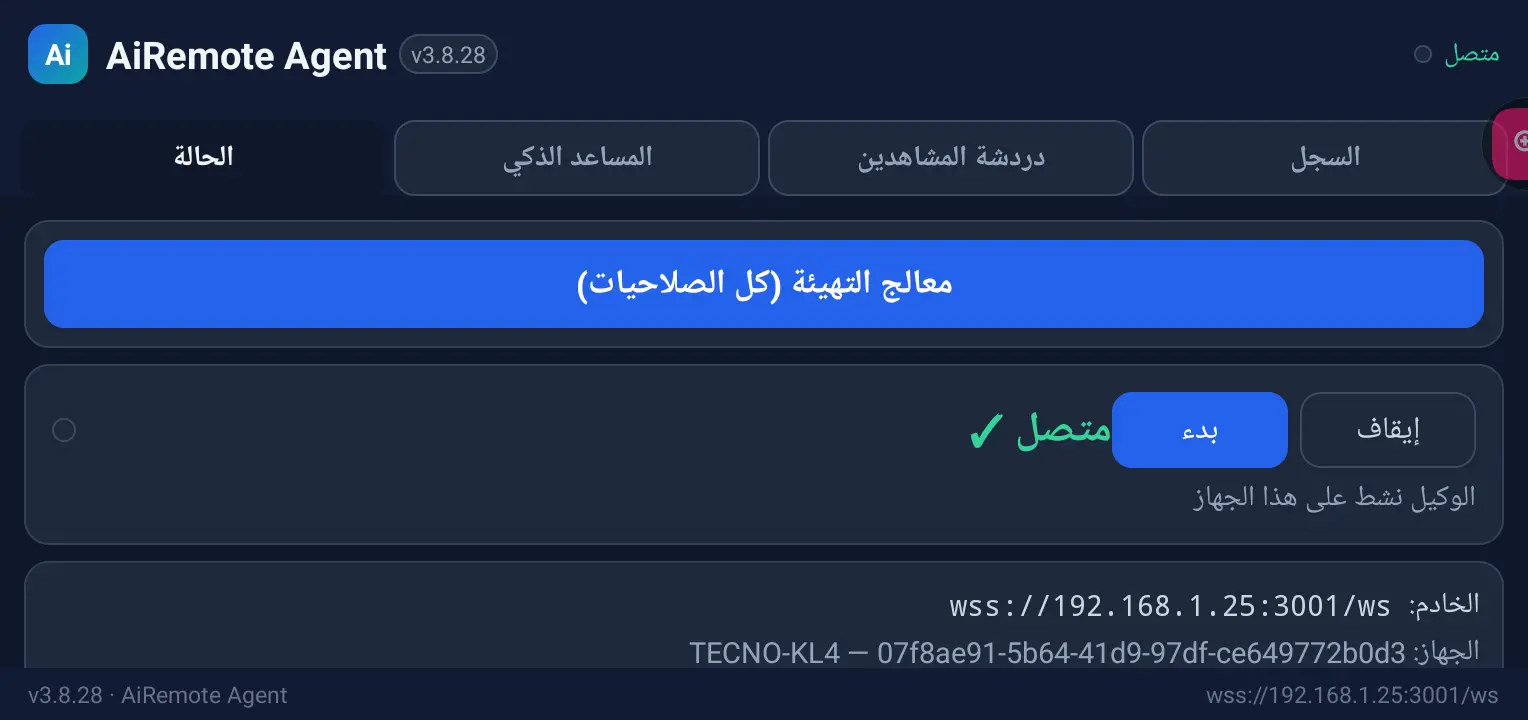 Ai AiRemote Agent v3.8.28 متصل
الحالة المساعد الذكي دردشة المشاهدين السجل
معالج التهيئة (كل الصلاحيات)
إيقاف بدء متصل ✓
الوكيل نشط على هذا الجهاز
الخادم: wss://192.168.1.25:3001/ws
الجهاز: TECNO-KL4 — 07f8ae91-5b64-41d9-97df-ce649772b0d3
v3.8.28 · AiRemote Agent wss://192.168.1.25:3001/ws